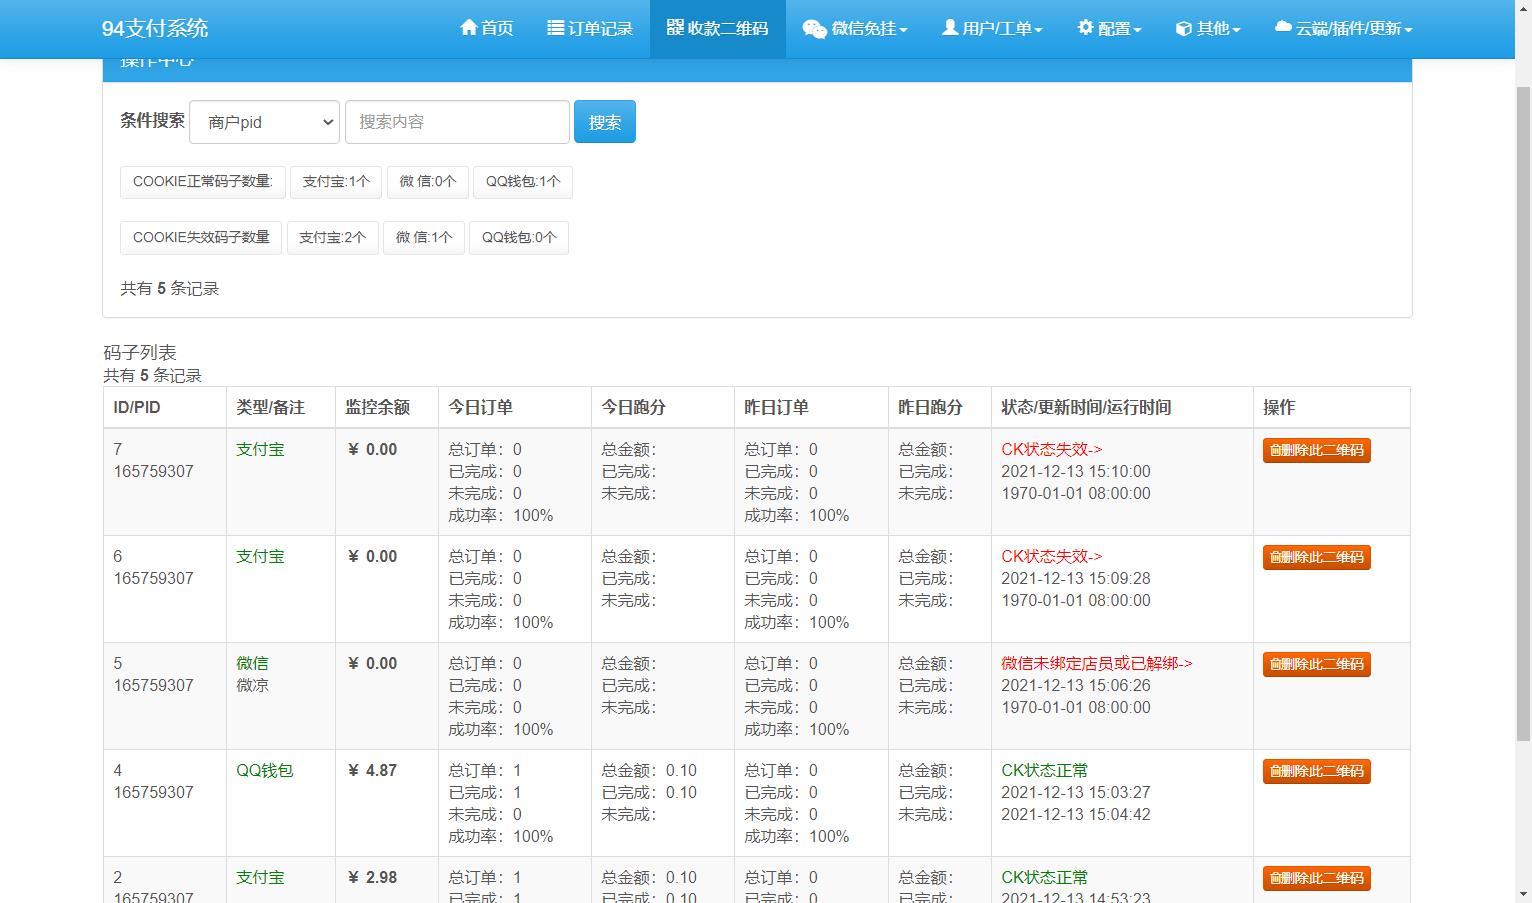 94支付系统
首页
订单记录
收款二维码
微信免挂
用户/工单
配置
其他
云端/插件/更新
操作中心
条件搜索
商户pid
搜索内容
搜索
COOKIE正常码子数量:
支付宝:1个
微 信:0个
QQ钱包:1个
COOKIE失效码子数量
支付宝:2个
微 信:1个
QQ钱包:0个
共有 5 条记录
码子列表
共有 5 条记录
ID/PID
类型/备注
监控余额
今日订单
今日跑分
昨日订单
昨日跑分
状态/更新时间/运行时间
操作
7
165759307
支付宝
¥ 0.00
总订单：0
已完成：0
未完成：0
成功率：100%
总金额：
已完成：
未完成：
总订单：0
已完成：0
未完成：0
成功率：100%
总金额：
已完成：
未完成：
CK状态失效->
2021-12-13 15:10:00
1970-01-01 08:00:00
删除此二维码
6
165759307
支付宝
¥ 0.00
总订单：0
已完成：0
未完成：0
成功率：100%
总金额：
已完成：
未完成：
总订单：0
已完成：0
未完成：0
成功率：100%
总金额：
已完成：
未完成：
CK状态失效->
2021-12-13 15:09:28
1970-01-01 08:00:00
删除此二维码
5
165759307
微信
微凉
¥ 0.00
总订单：0
已完成：0
未完成：0
成功率：100%
总金额：
已完成：
未完成：
总订单：0
已完成：0
未完成：0
成功率：100%
总金额：
已完成：
未完成：
微信未绑定店员或已解绑->
2021-12-13 15:06:26
1970-01-01 08:00:00
删除此二维码
4
165759307
QQ钱包
¥ 4.87
总订单：1
已完成：1
未完成：0
成功率：100%
总金额：0.10
已完成：0.10
未完成：
总订单：0
已完成：0
未完成：0
成功率：100%
总金额：
已完成：
未完成：
CK状态正常
2021-12-13 15:03:27
2021-12-13 15:04:42
删除此二维码
2
165759307
支付宝
¥ 2.98
总订单：1
已完成：1
总金额：0.10
已完成：0.10
总订单：0
已完成：0
总金额：
已完成：
CK状态正常
2021-12-13 14:53:23
删除此二维码